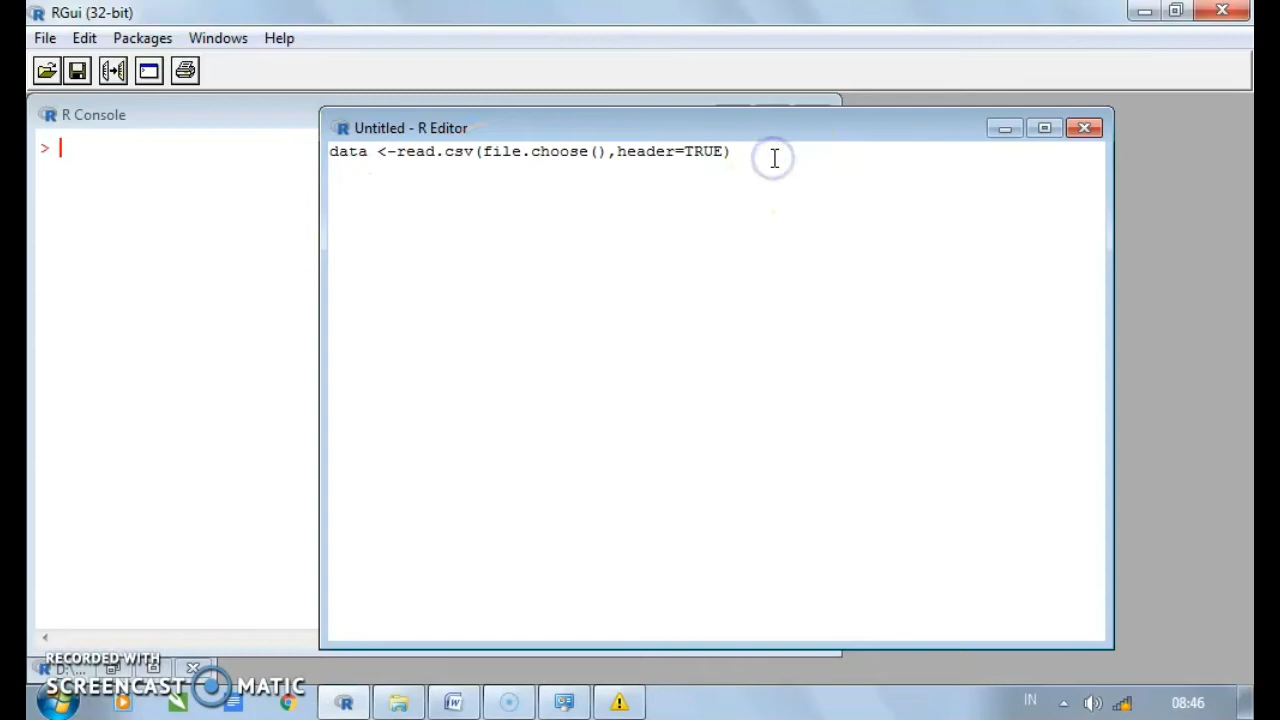 RGui (32-bit)
File Edit Packages Windows Help
R Console
Untitled - R Editor
>
data <-read.csv(file.choose(),header=TRUE)
D:\...
RECORDED WITH
SCREENCAST MATIC
IN
08:46